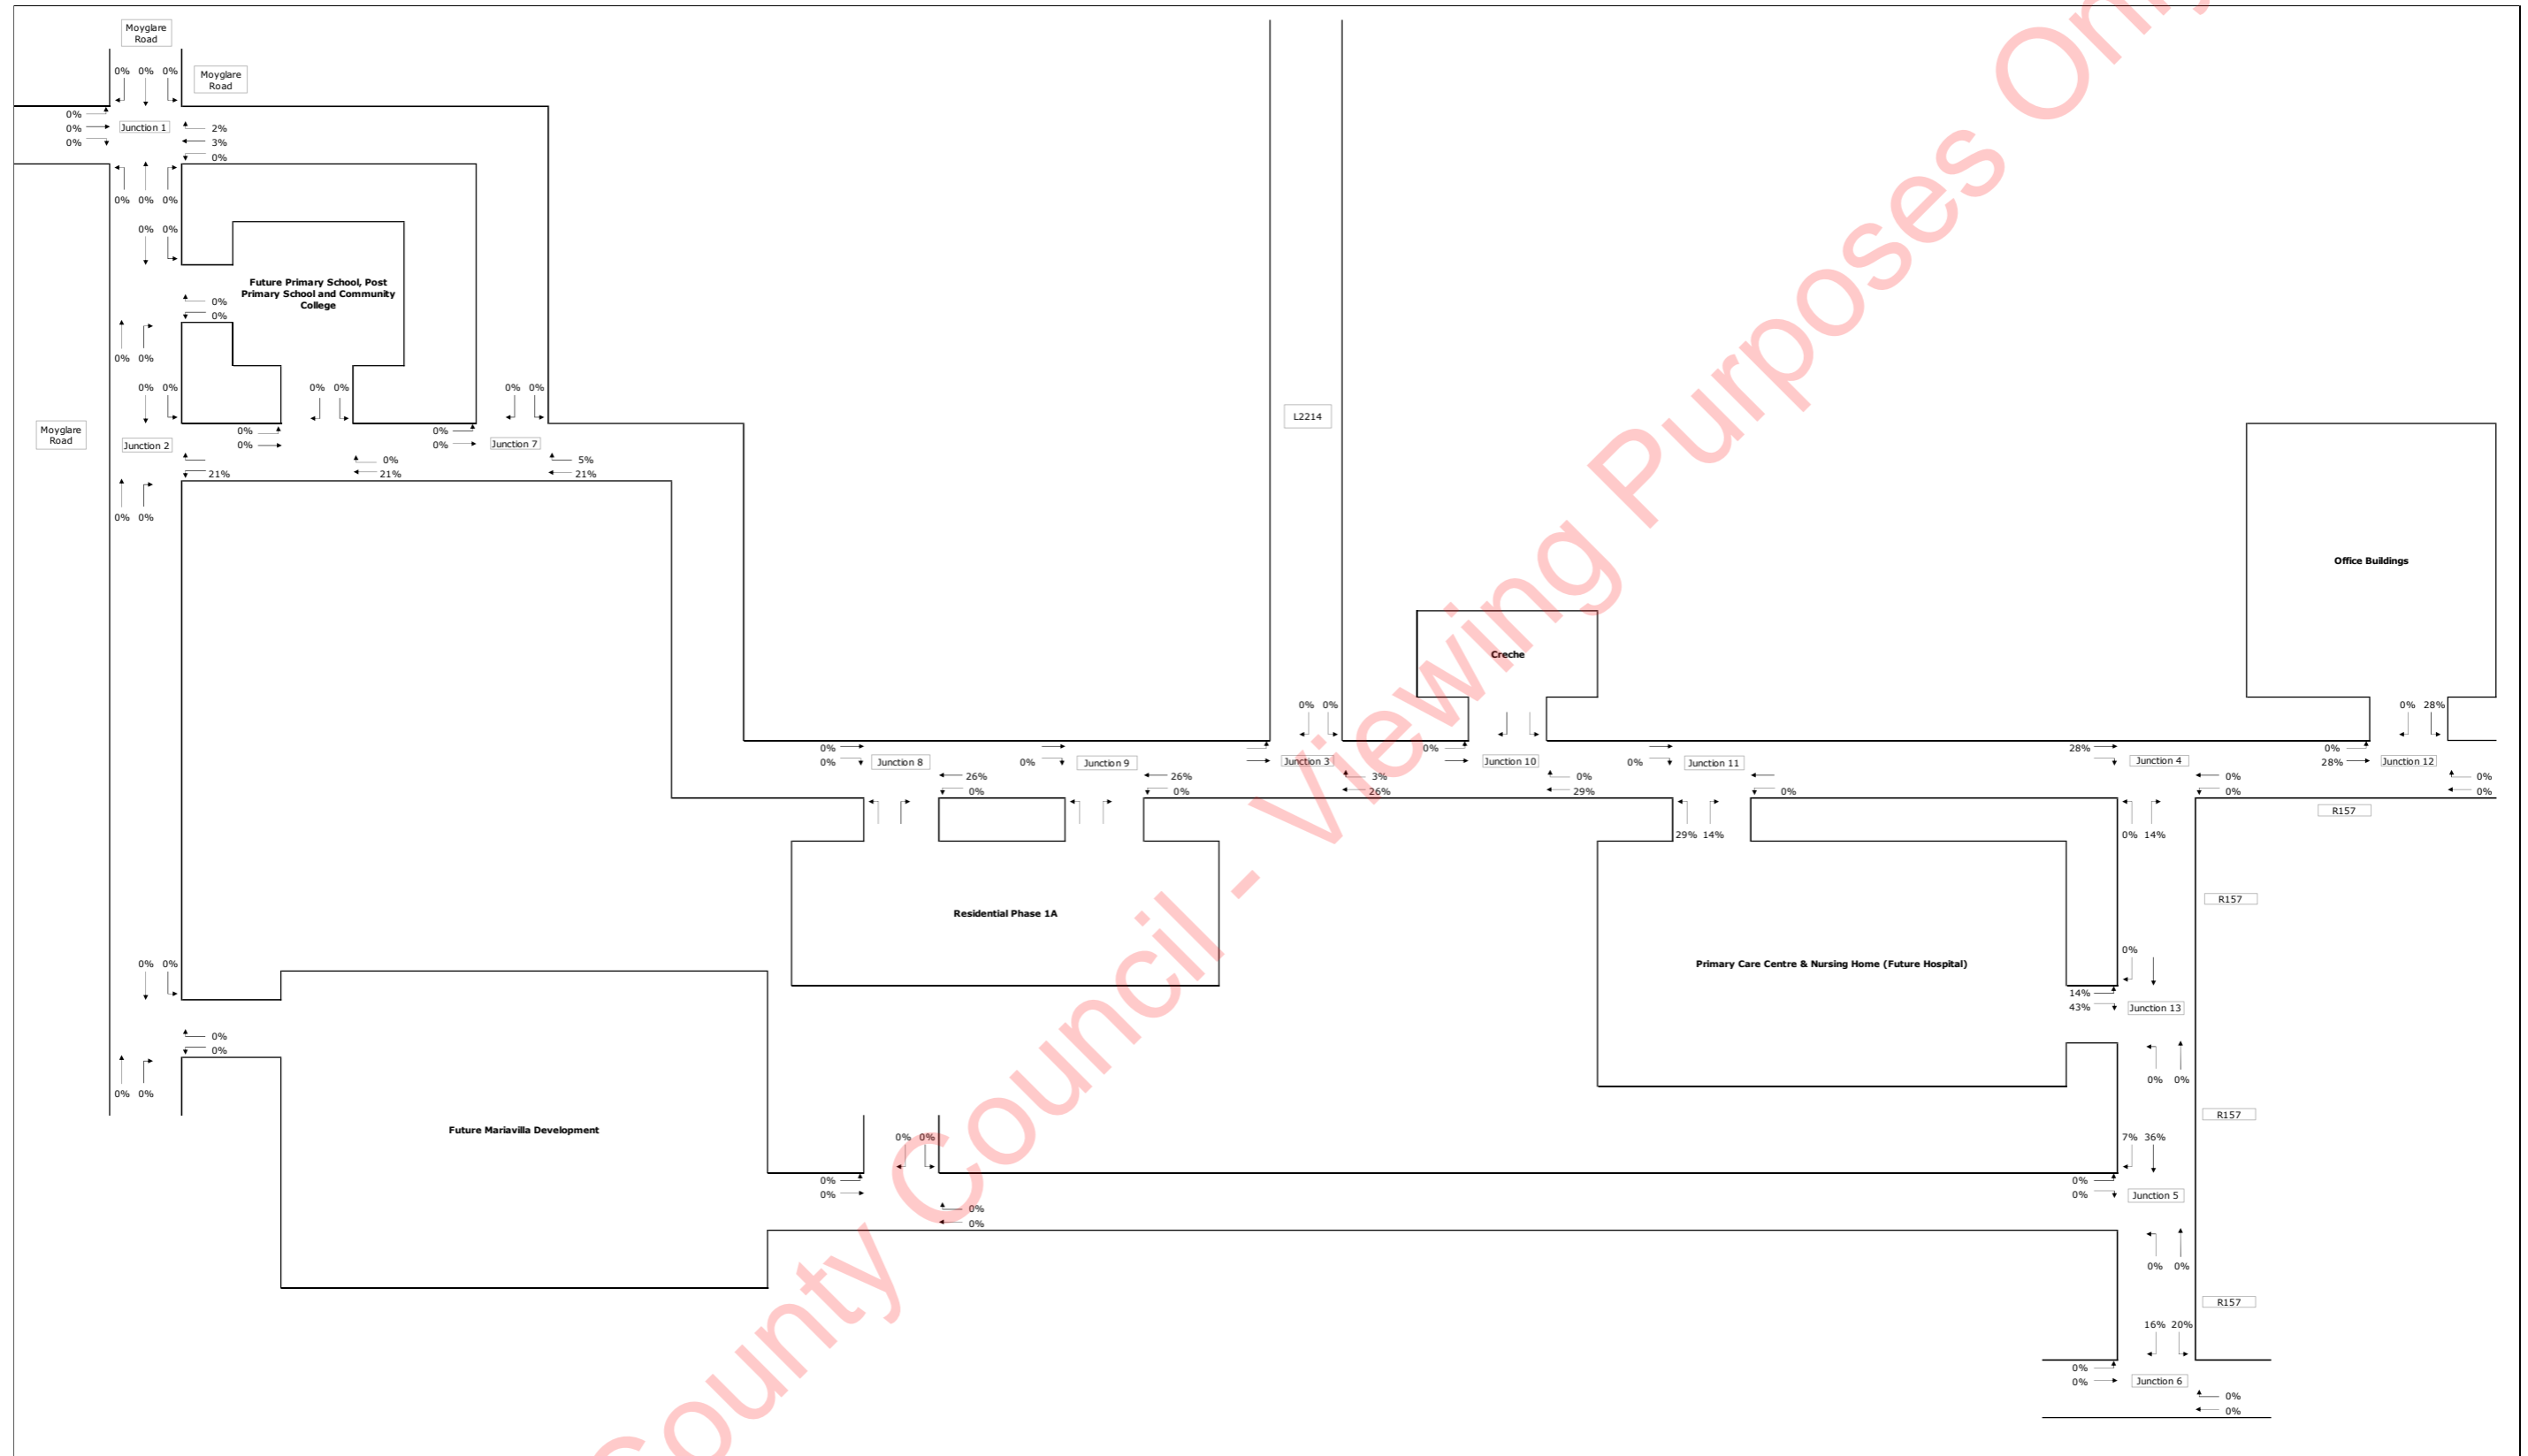 Moyglare
Road
0% 0% 0%
Moyglare
Road
0%
0%
0%
Junction 1
2%
3%
0%
0% 0% 0%
0% 0%
Future Primary School, Post
Primary School and Community
College
0%
0%
0% 0%
0% 0%
0% 0%
0% 0%
Moyglare
Road
L2214
Junction 2
0%
0%
0%
0%
Junction 7
21%
0%
21%
5%
21%
0% 0%
Office Buildings
Creche
0% 0%
0% 28%
0%
0%
Junction 8
0%
Junction 9
Junction 3
0%
Junction 10
0%
Junction 11
28%
Junction 4
0%
28%
Junction 12
26%
0%
26%
0%
3%
26%
0%
29%
0%
0%
0%
0%
0%
R157
29% 14%
0% 14%
R157
Residential Phase 1A
Primary Care Centre & Nursing Home (Future Hospital)
0%
0% 0%
14%
43%
Junction 13
0%
0%
0% 0%
0% 0%
R157
Future Mariavilla Development
0% 0%
7% 36%
0%
0%
0%
0%
Junction 5
0%
0%
0% 0%
R157
16% 20%
0%
0%
Junction 6
0%
0%
County Council - Viewing Purposes Only